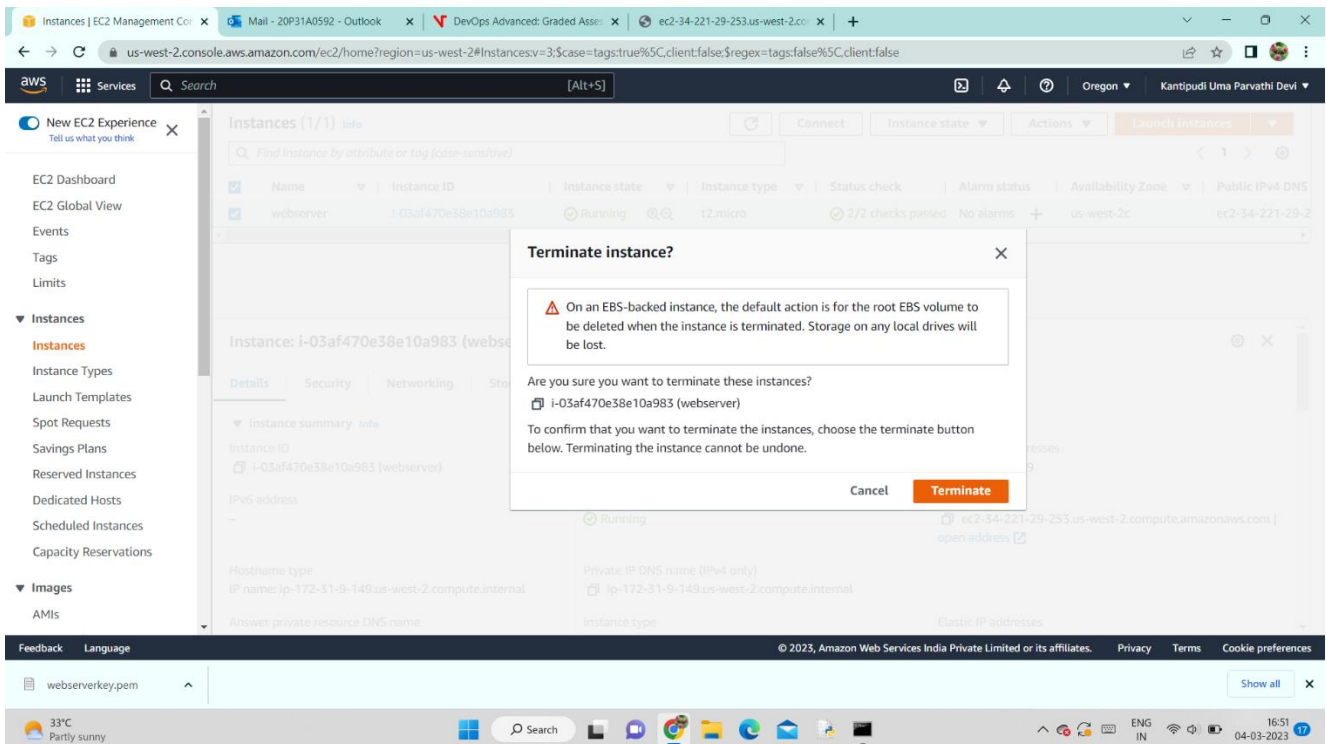 Instances | EC2 Management Con
Mail - 20P31A0592 - Outlook
DevOps Advanced: Graded Asses
ec2-34-221-29-253.us-west-2.co
us-west-2.console.aws.amazon.com/ec2/home?region=us-west-2#Instances:v=3;$case=tags:true%5C,client:false;$regex=tags:false%5C,client:false
aws
Services
Search
[Alt+S]
Oregon
Kantipudi Uma Parvathi Devi
New EC2 Experience
Tell us what you think
EC2 Dashboard
EC2 Global View
Events
Tags
Limits
Instances
Instances
Instance Types
Launch Templates
Spot Requests
Savings Plans
Reserved Instances
Dedicated Hosts
Scheduled Instances
Capacity Reservations
Images
AMIs
Instances (1/1) Info
Connect
Instance state
Actions
Launch instances
Find instance by attribute or tag (case-sensitive)
1
Name Instance ID Instance state Instance type Status check Alarm status Availability Zone Public IPv4 DNS
webserver i-03af470e38e10a983 Running t2.micro 2/2 checks passed No alarms + us-west-2c ec2-34-221-29-2
Terminate instance?
On an EBS-backed instance, the default action is for the root EBS volume to
be deleted when the instance is terminated. Storage on any local drives will
be lost.
Are you sure you want to terminate these instances?
i-03af470e38e10a983 (webserver)
To confirm that you want to terminate the instances, choose the terminate button
below. Terminating the instance cannot be undone.
Cancel
Terminate
Instance: i-03af470e38e10a983 (webse
Details Security Networking Sto
Instance summary Info
Instance ID
i-03af470e38e10a983 (webserver)
IPv6 address
–
Running
ec2-34-221-29-253.us-west-2.compute.amazonaws.com |
open address
Hostname type
IP name: ip-172-31-9-149.us-west-2.compute.internal
Private IP DNS name (IPv4 only)
ip-172-31-9-149.us-west-2.compute.internal
Answer private resource DNS name
Instance type
Elastic IP addresses
Feedback
Language
© 2023, Amazon Web Services India Private Limited or its affiliates.
Privacy
Terms
Cookie preferences
webserverkey.pem
Show all
33°C
Partly sunny
Search
ENG
IN
16:51
04-03-2023
17